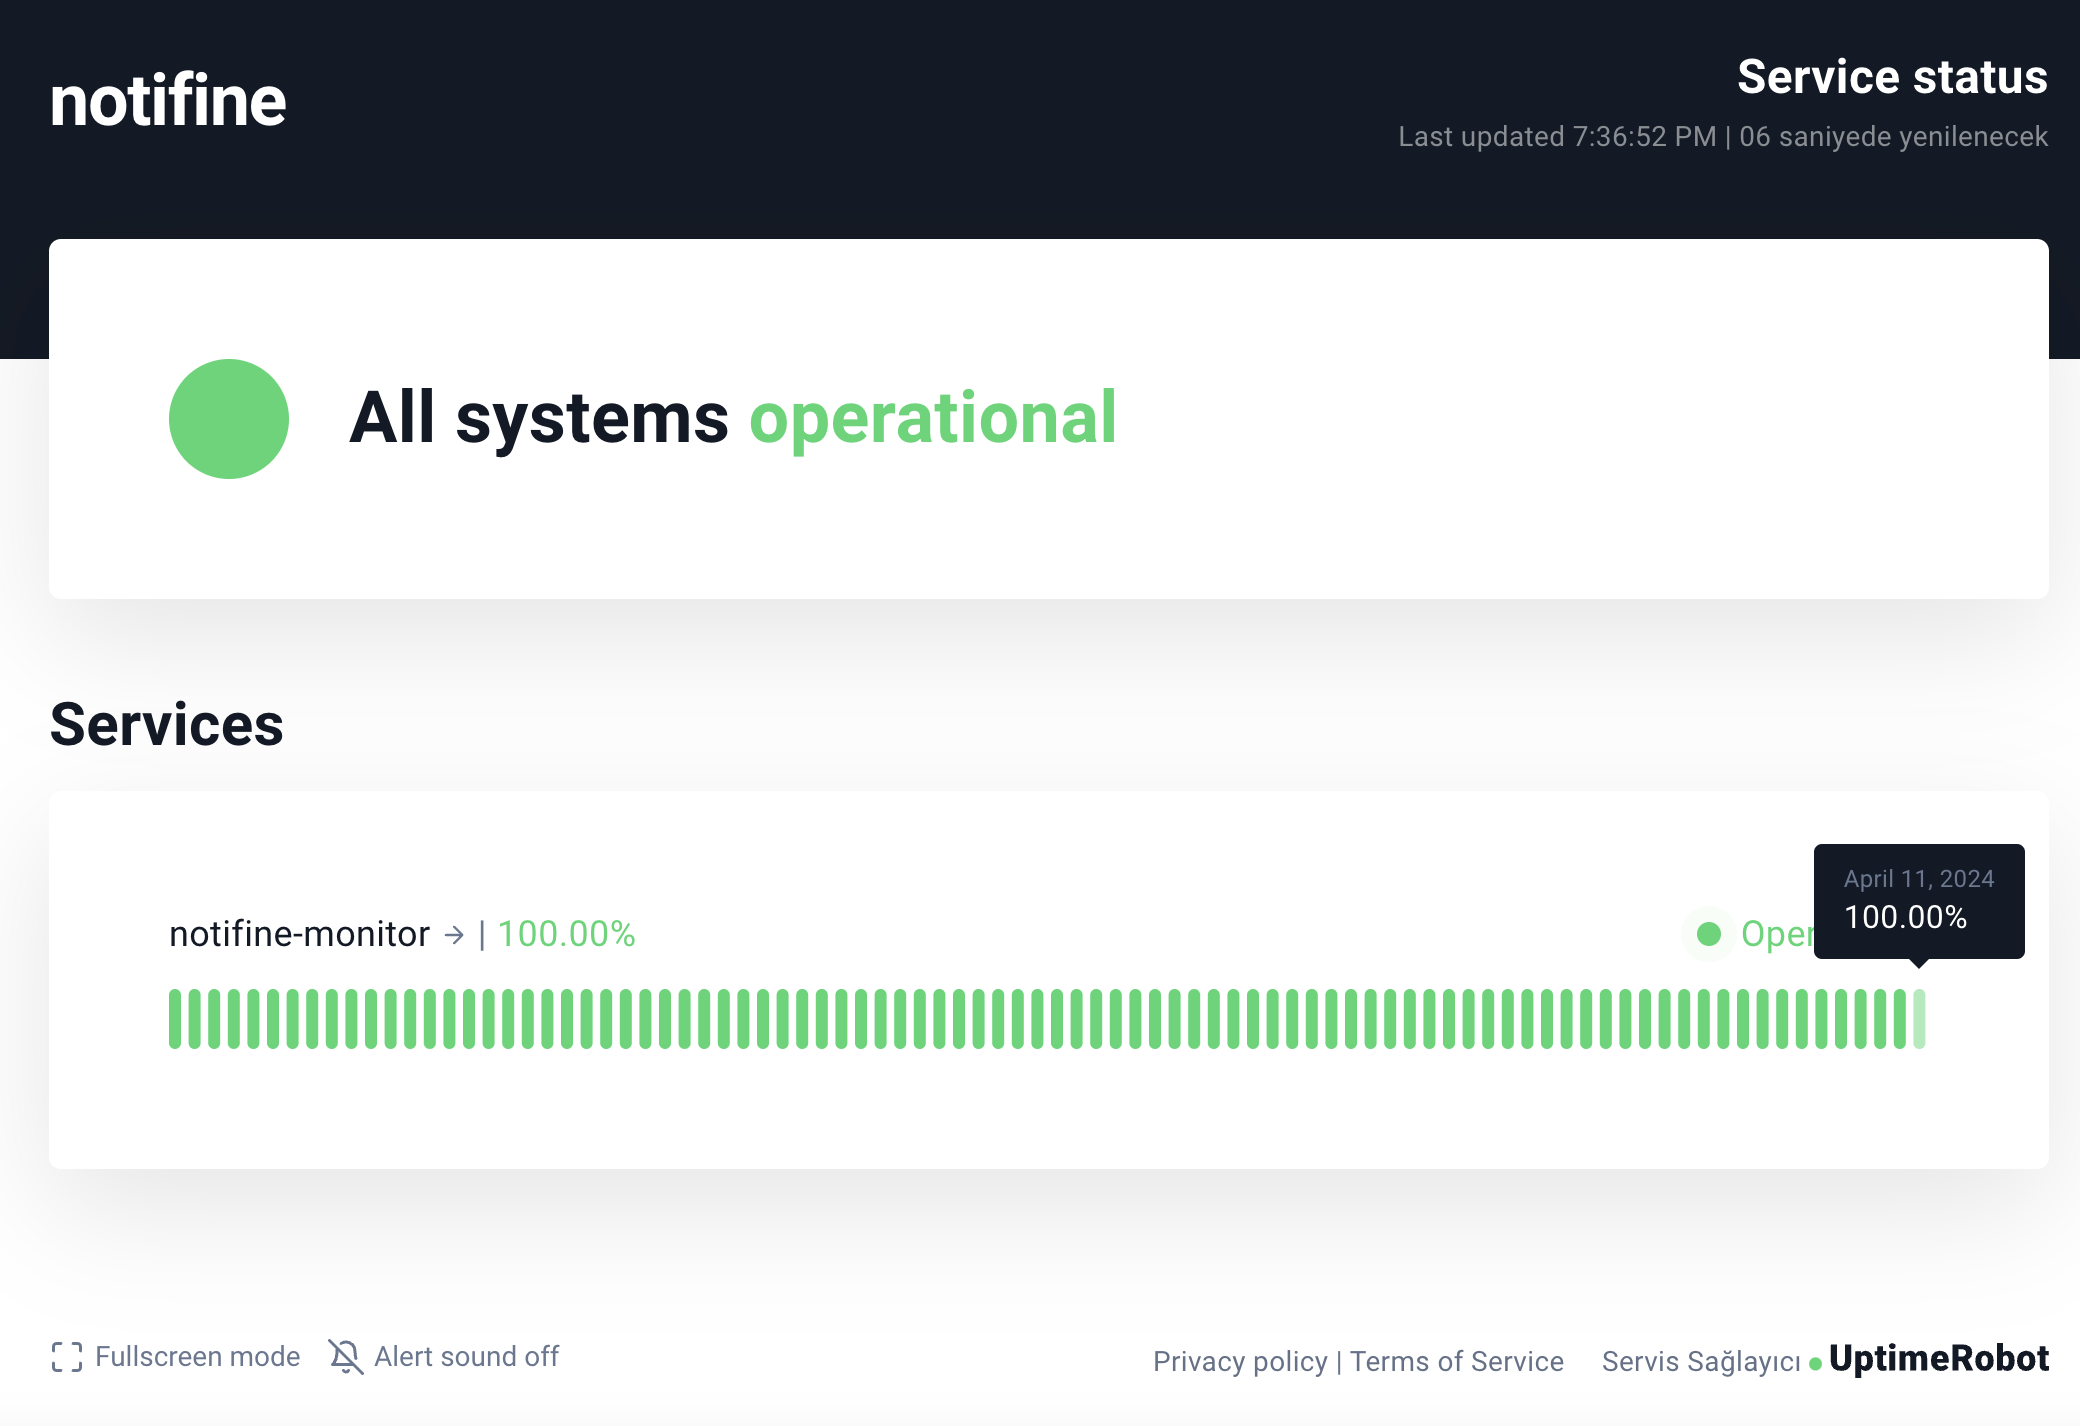 notifine
Service status
Last updated 7:36:52 PM | 06 saniyede yenilenecek
All systems operational
Services
notifine-monitor → | 100.00%
Oper
April 11, 2024
100.00%
Fullscreen mode
Alert sound off
Privacy policy | Terms of Service
Servis Sağlayıcı
UptimeRobot